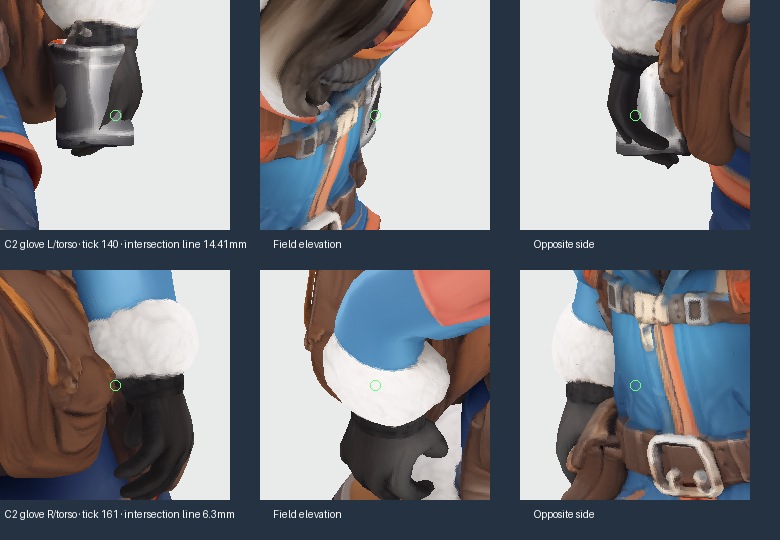 C2 glove L/torso · tick 140 · intersection line 14.41mm
Field elevation
Opposite side
C2 glove R/torso · tick 161 · intersection line 6.3mm
Field elevation
Opposite side